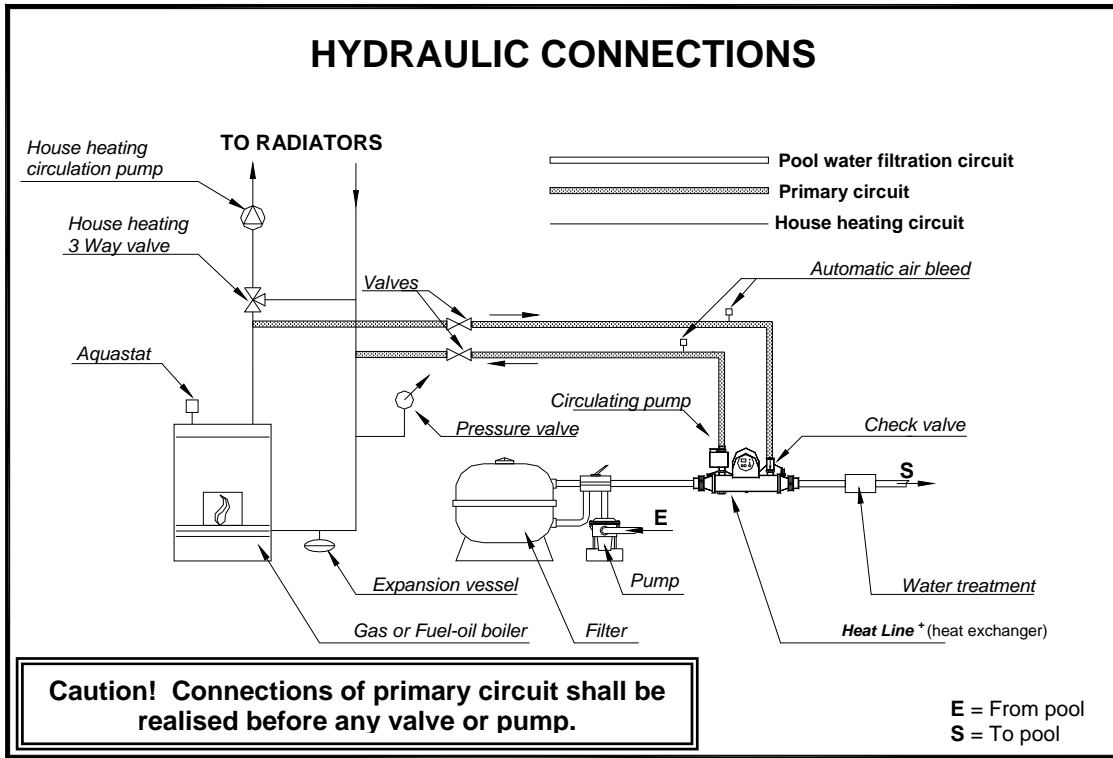 HYDRAULIC CONNECTIONS
TO RADIATORS
House heating
circulation pump
House heating
3 Way valve
Pool water filtration circuit
Primary circuit
House heating circuit
Automatic air bleed
Valves
Aquastat
Circulating pump
Pressure valve
Check valve
S
E
Expansion vessel
Pump
Water treatment
Gas or Fuel-oil boiler
Filter
Heat Line + (heat exchanger)
Caution! Connections of primary circuit shall be
realised before any valve or pump.
E = From pool
S = To pool